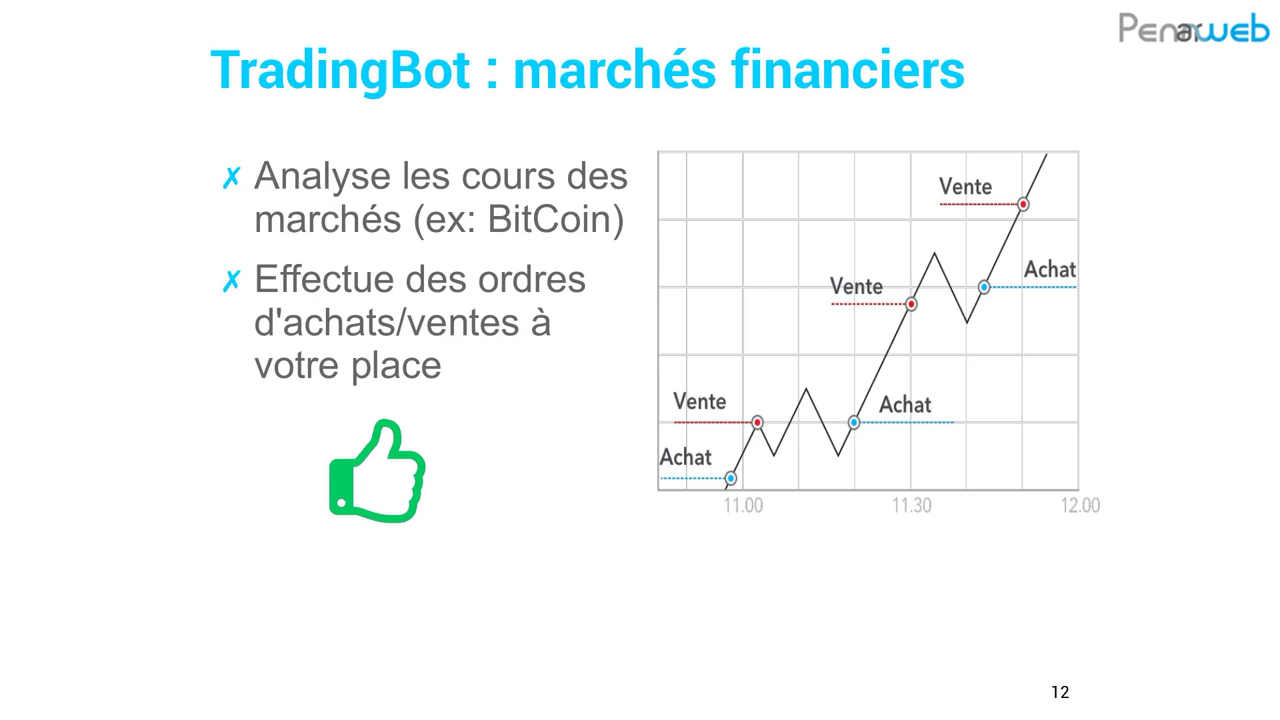 Penarweb
TradingBot : marchés financiers
✗ Analyse les cours des
marchés (ex: BitCoin)
✗ Effectue des ordres
d'achats/ventes à
votre place
Vente
Achat
Vente
Vente
Achat
Achat
11.00
11.30
12.00
12